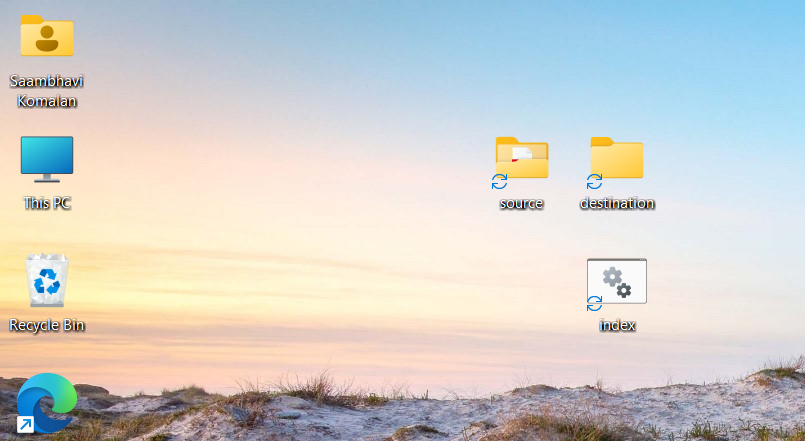 Saambhavi
Komalan
This PC
source
destination
Recycle Bin
index